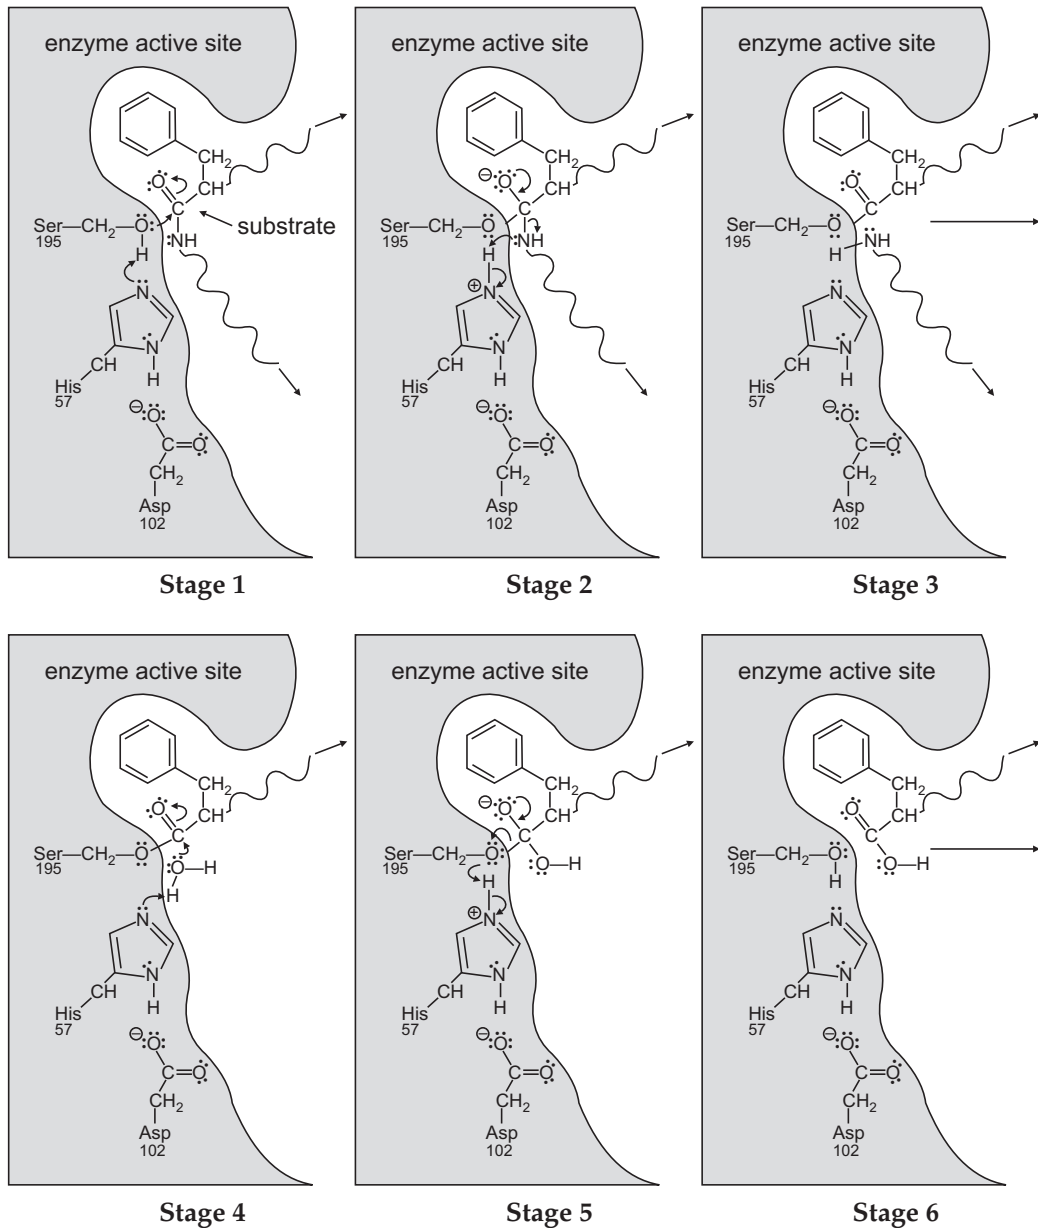 enzyme active site
CH2
O
CH
C
substrate
Ser—CH2—O
195
NH
H
N
N
CH
H
His
57
⊖
O
C=O
CH2
Asp
102
Stage 1
enzyme active site
CH2
⊖
O
CH
C
Ser—CH2—O
195
NH
H
⊕
N
N
CH
H
His
57
⊖
O
C=O
CH2
Asp
102
Stage 2
enzyme active site
CH2
O
CH
C
Ser—CH2—O
195
H
NH
N
N
CH
H
His
57
⊖
O
C=O
CH2
Asp
102
Stage 3
enzyme active site
CH2
O
CH
C
Ser—CH2—O
195
O—H
H
N
N
CH
H
His
57
⊖
O
C=O
CH2
Asp
102
Stage 4
enzyme active site
CH2
⊖
O
CH
C
Ser—CH2—O
195
O—H
H
⊕
N
N
CH
H
His
57
⊖
O
C=O
CH2
Asp
102
Stage 5
enzyme active site
CH2
O
CH
C
Ser—CH2—O
195
O—H
H
N
N
CH
H
His
57
⊖
O
C=O
CH2
Asp
102
Stage 6